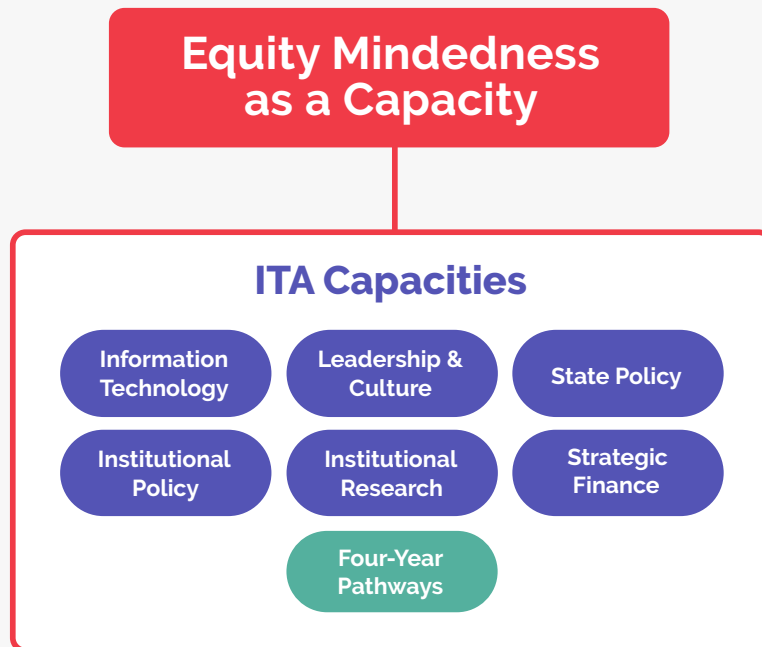 Equity Mindedness
as a Capacity
ITA Capacities
Information
Technology
Leadership &
Culture
State Policy
Institutional
Policy
Institutional
Research
Strategic
Finance
Four-Year
Pathways